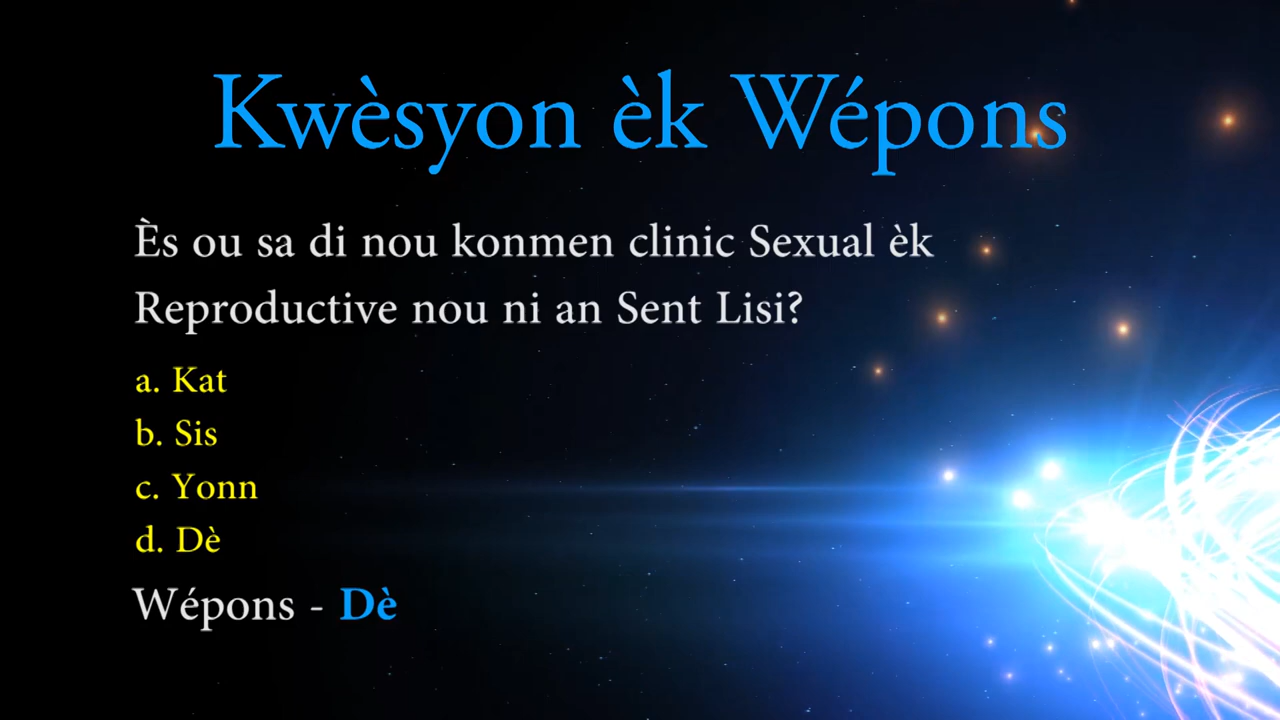 Kwèsyon èk Wépons
Ès ou sa di nou konmen clinic Sexual èk
Reproductive nou ni an Sent Lisi?
a. Kat
b. Sis
c. Yonn
d. Dè
Wépons - Dè